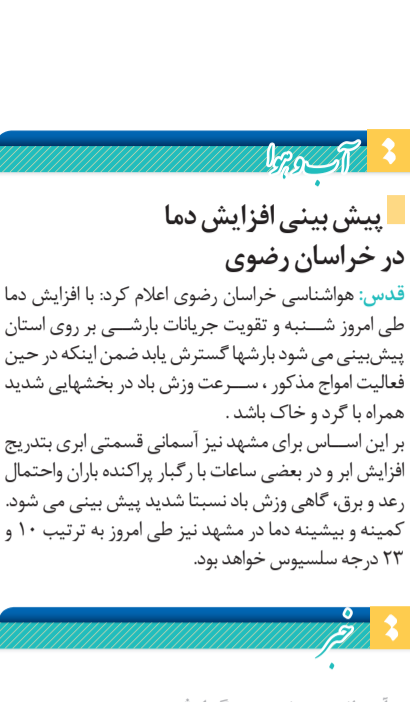 آب و هوا
پیش بینی افزایش دما
در خراسان رضوی
قدس: هواشناسی خراسان رضوی اعلام کرد: با افزایش دما
طی امروز شــنبه و تقویت جریانات بارشــی بر روی استان
پیش‌بینی می شود بارشها گسترش یابد ضمن اینکه در حین
فعالیت امواج مذکور ، ســرعت وزش باد در بخشهایی شدید
همراه با گرد و خاک باشد .
بر این اســاس برای مشهد نیز آسمانی قسمتی ابری بتدریج
افزایش ابر و در بعضی ساعات با رگبار پراکنده باران واحتمال
رعد و برق، گاهی وزش باد نسبتا شدید پیش بینی می شود.
کمینه و بیشینه دما در مشهد نیز طی امروز به ترتیب ۱۰ و
۲۳ درجه سلسیوس خواهد بود.
خبر